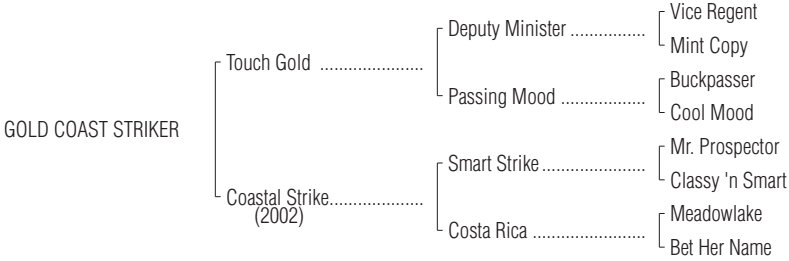 Vice Regent
Deputy Minister ................
Mint Copy
Touch Gold ......................
Buckpasser
Passing Mood ..................
Cool Mood
GOLD COAST STRIKER
Mr. Prospector
Smart Strike......................
Classy 'n Smart
Coastal Strike....................
(2002)
Meadowlake
Costa Rica ........................
Bet Her Name